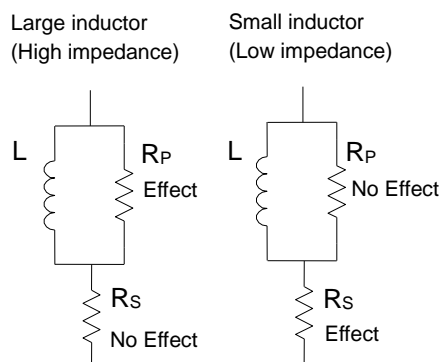 Large inductor
(High impedance)
L
RP
Effect
RS
No Effect
Small inductor
(Low impedance)
L
RP
No Effect
RS
Effect